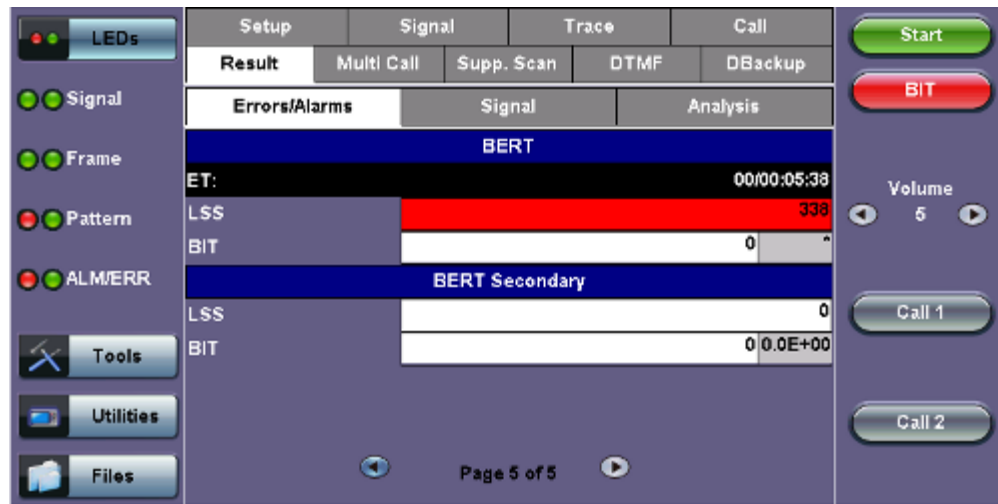 LEDs
Signal
Frame
Pattern
ALM/ERR
Tools
Utilities
Files
Setup Signal Trace Call
Result Multi Call Supp. Scan DTMF DBackup
Errors/Alarms Signal Analysis
BERT
ET: 00/00:05:38
LSS 338
BIT 0 *
BERT Secondary
LSS 0
BIT 0 0.0E+00
Page 5 of 5
Start
BIT
Volume
5
Call 1
Call 2